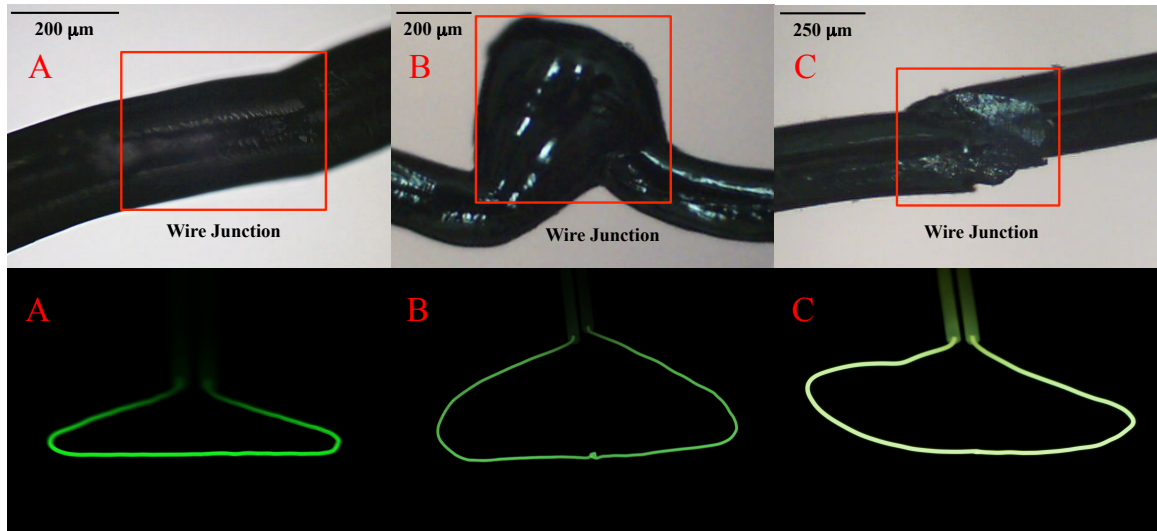 200 μm
A
Wire Junction
200 μm
B
Wire Junction
250 μm
C
Wire Junction
A
B
C